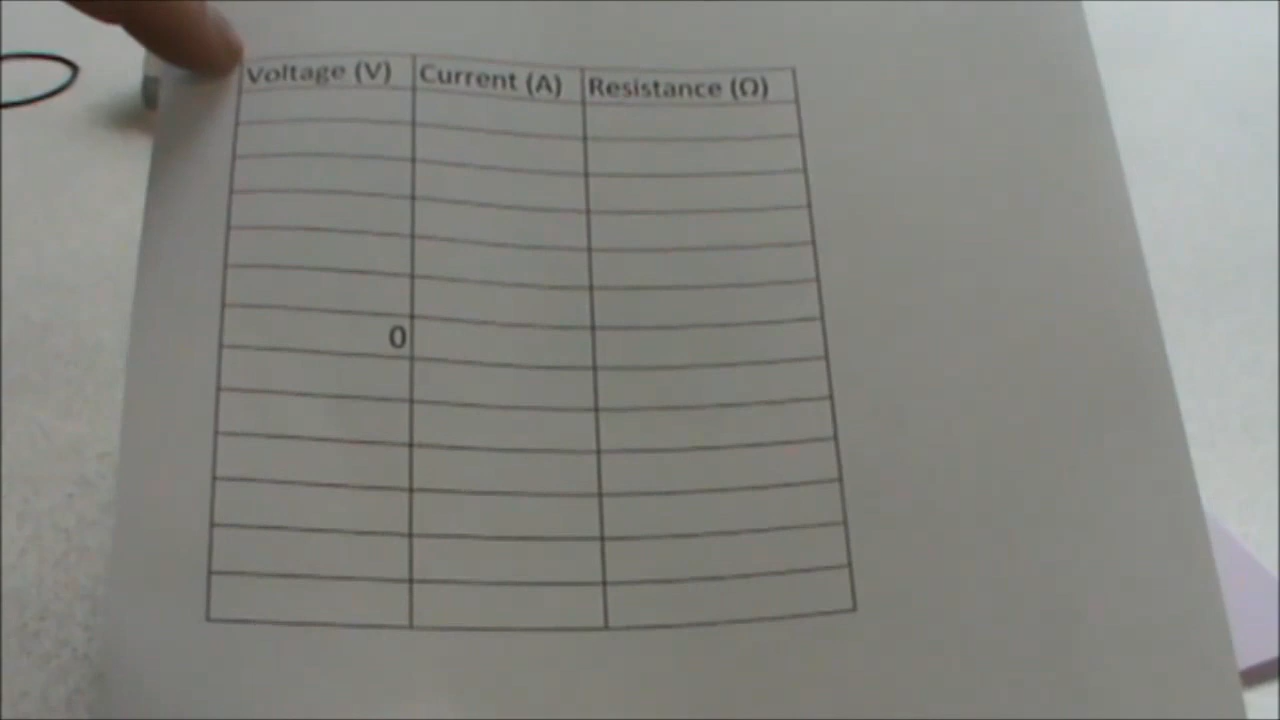 Voltage (V) Current (A) Resistance (Ω)
0